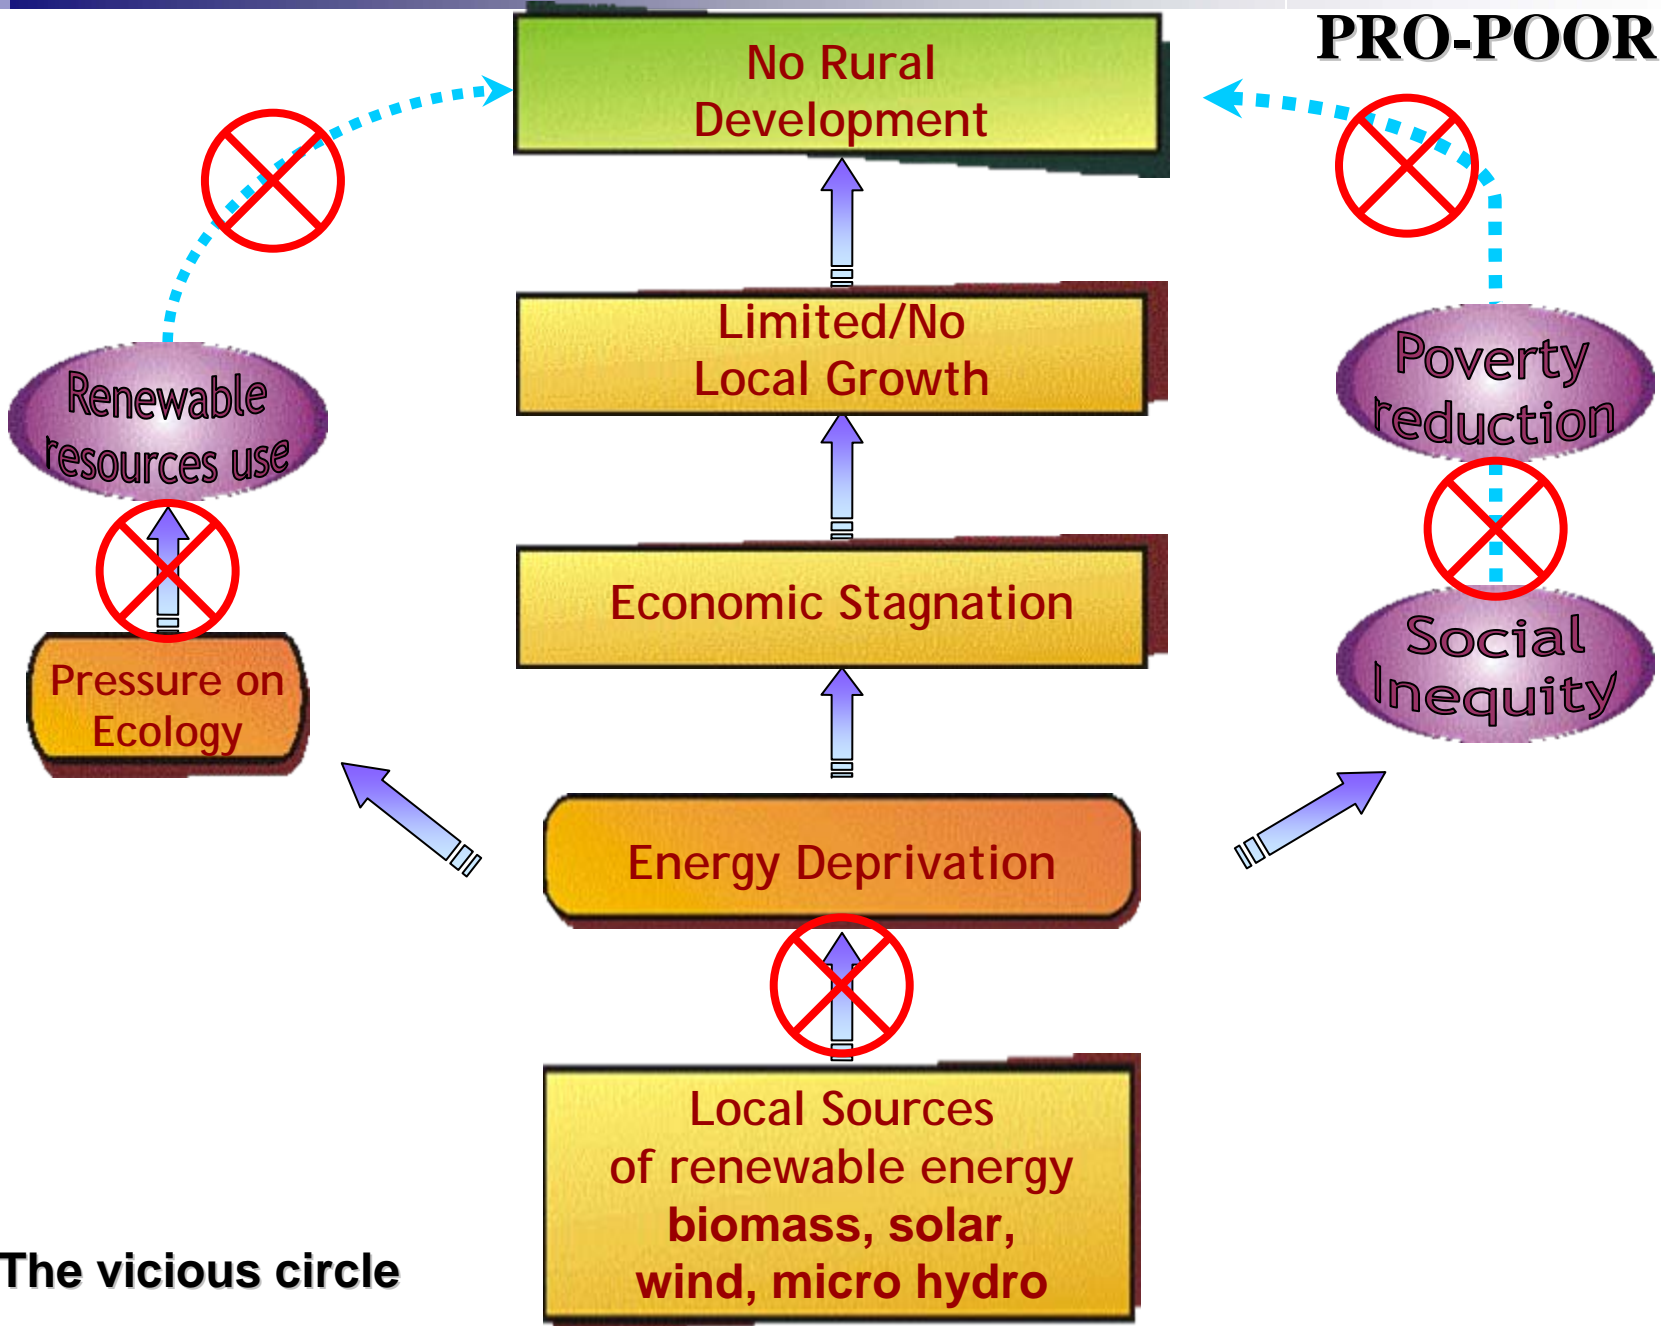 PRO-POOR
No Rural
Development
Limited/No
Local Growth
Renewable
resources use
Poverty
reduction
Economic Stagnation
Pressure on
Ecology
Social
Inequity
Energy Deprivation
Local Sources
of renewable energy
biomass, solar,
wind, micro hydro
The vicious circle